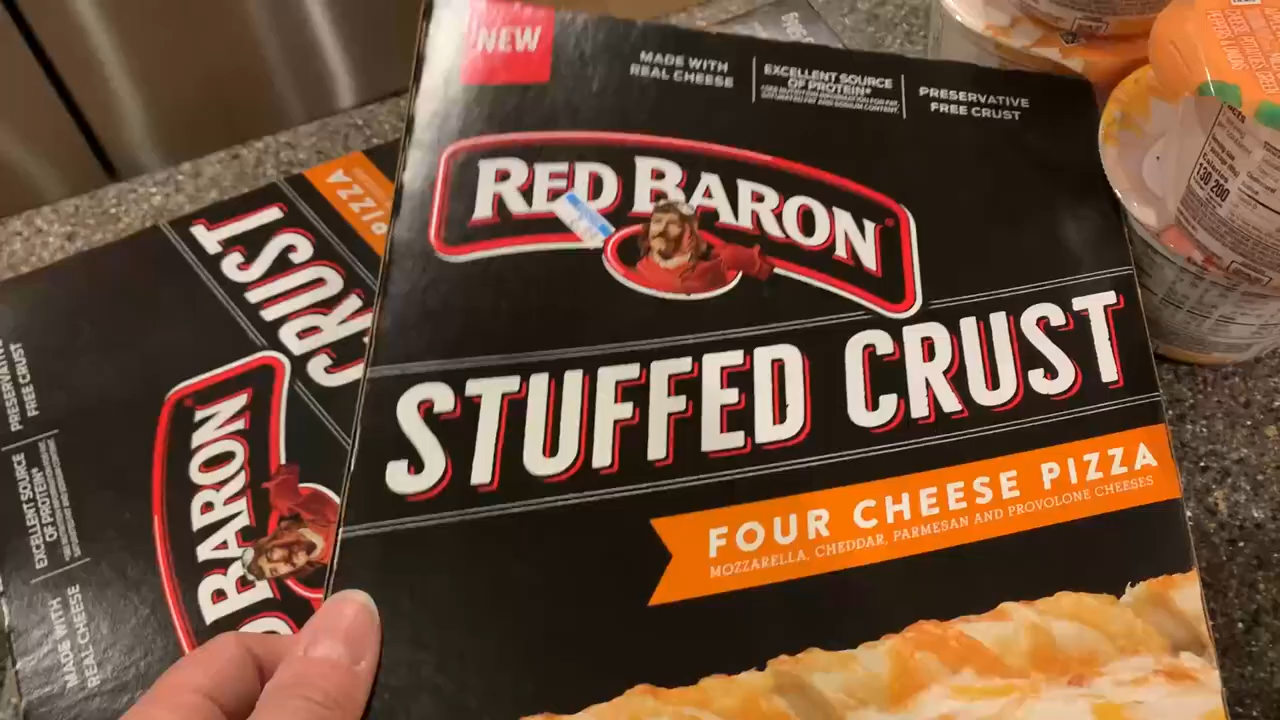 NEW
MADE WITH
REAL CHEESE
EXCELLENT SOURCE
OF PROTEIN*
PRESERVATIVE
FREE CRUST
RED BARON
STUFFED CRUST
FOUR CHEESE PIZZA
MOZZARELLA, CHEDDAR, PARMESAN AND PROVOLONE CHEESES
PIZZA
CRUST
BARON
PRESERVATIVE
FREE CRUST
EXCELLENT SOURCE
OF PROTEIN*
MADE WITH
REAL CHEESE
Calories
130 200